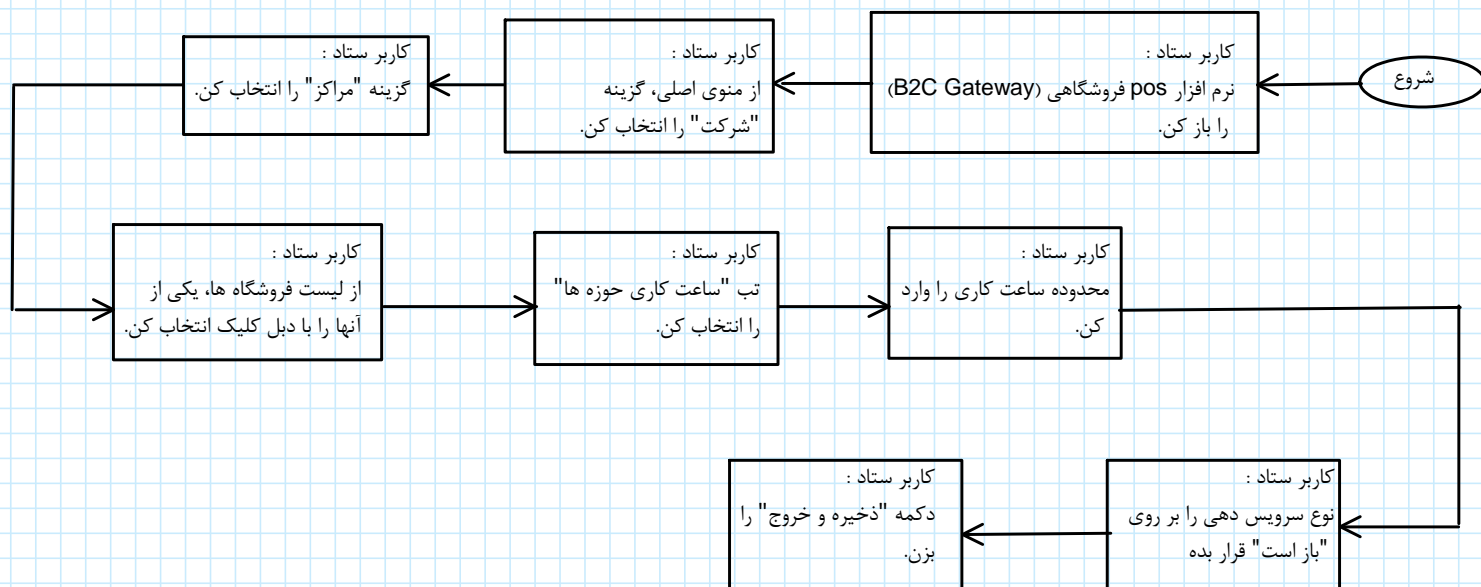 شروع
کاربر ستاد :
نرم افزار pos فروشگاهی (B2C Gateway)
را باز کن.
کاربر ستاد :
از منوی اصلی، گزینه
"شرکت" را انتخاب کن.
کاربر ستاد :
گزینه "مراکز" را انتخاب کن.
کاربر ستاد :
از لیست فروشگاه ها، یکی از
آنها را با دبل کلیک انتخاب کن.
کاربر ستاد :
تب "ساعت کاری حوزه ها"
را انتخاب کن.
کاربر ستاد :
محدوده ساعت کاری را وارد
کن.
کاربر ستاد :
نوع سرویس دهی را بر روی
"باز است" قرار بده
کاربر ستاد :
دکمه "ذخیره و خروج" را
بزن.